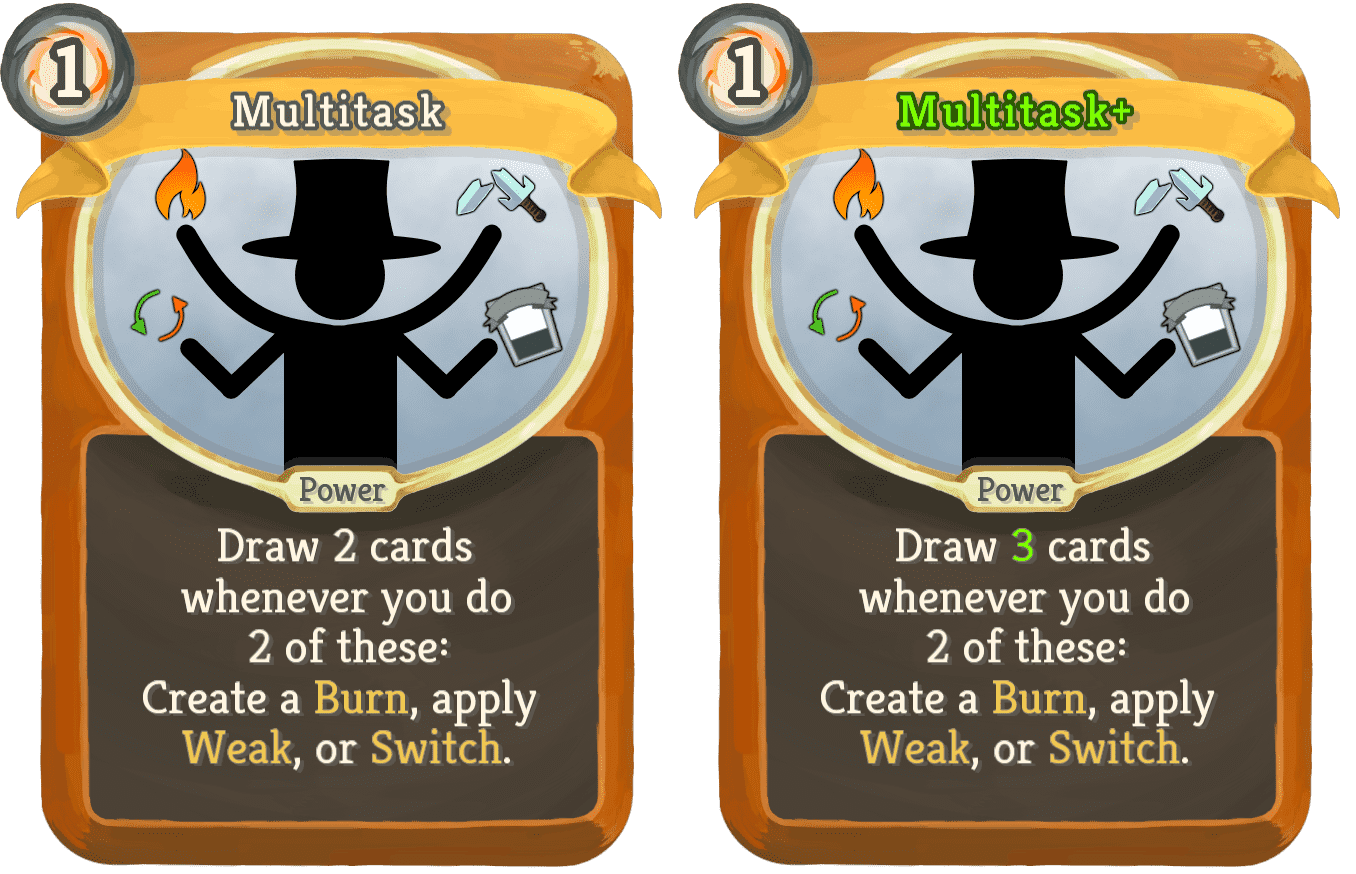 1
Multitask
Power
Draw 2 cards
whenever you do
2 of these:
Create a Burn, apply
Weak, or Switch.
1
Multitask+
Power
Draw 3 cards
whenever you do
2 of these:
Create a Burn, apply
Weak, or Switch.